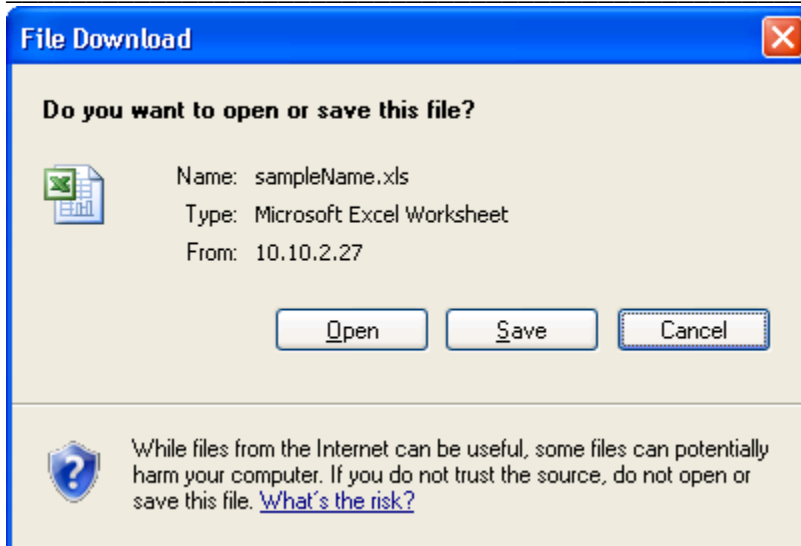 File Download
Do you want to open or save this file?
Name: sampleName.xls
Type: Microsoft Excel Worksheet
From: 10.10.2.27
Open Save Cancel
While files from the Internet can be useful, some files can potentially
harm your computer. If you do not trust the source, do not open or
save this file. What's the risk?